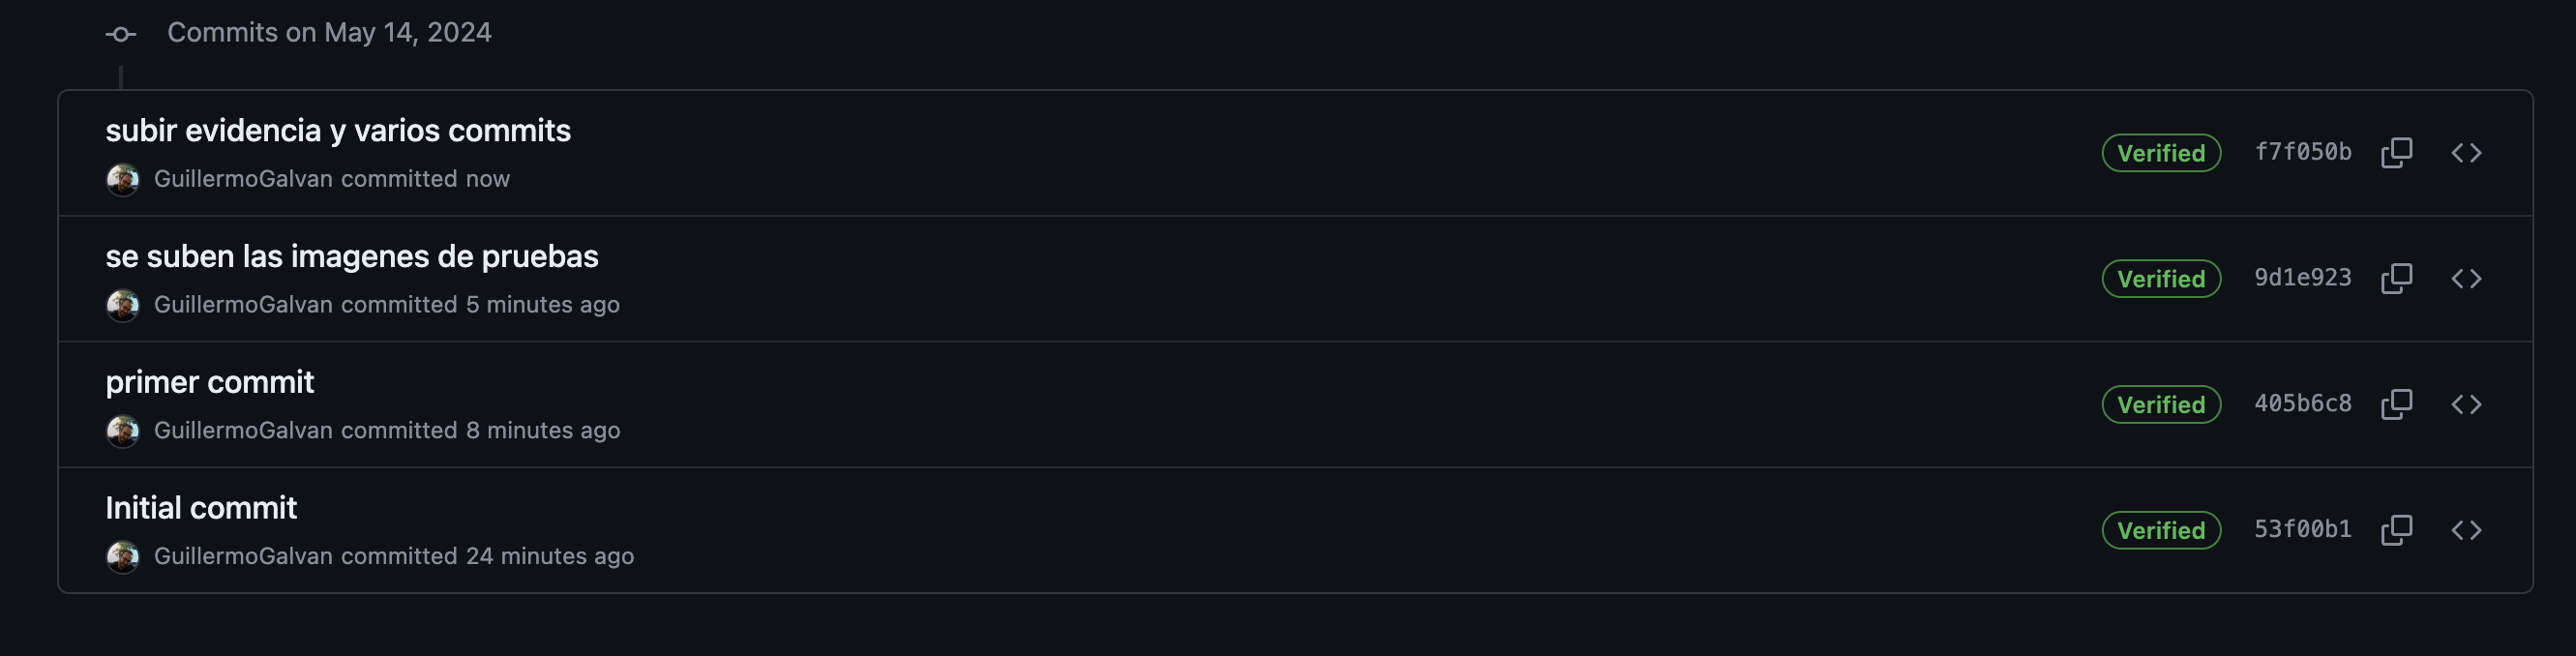 Commits on May 14, 2024
subir evidencia y varios commits
GuillermoGalvan committed now
Verified f7f050b
se suben las imagenes de pruebas
GuillermoGalvan committed 5 minutes ago
Verified 9d1e923
primer commit
GuillermoGalvan committed 8 minutes ago
Verified 405b6c8
Initial commit
GuillermoGalvan committed 24 minutes ago
Verified 53f00b1